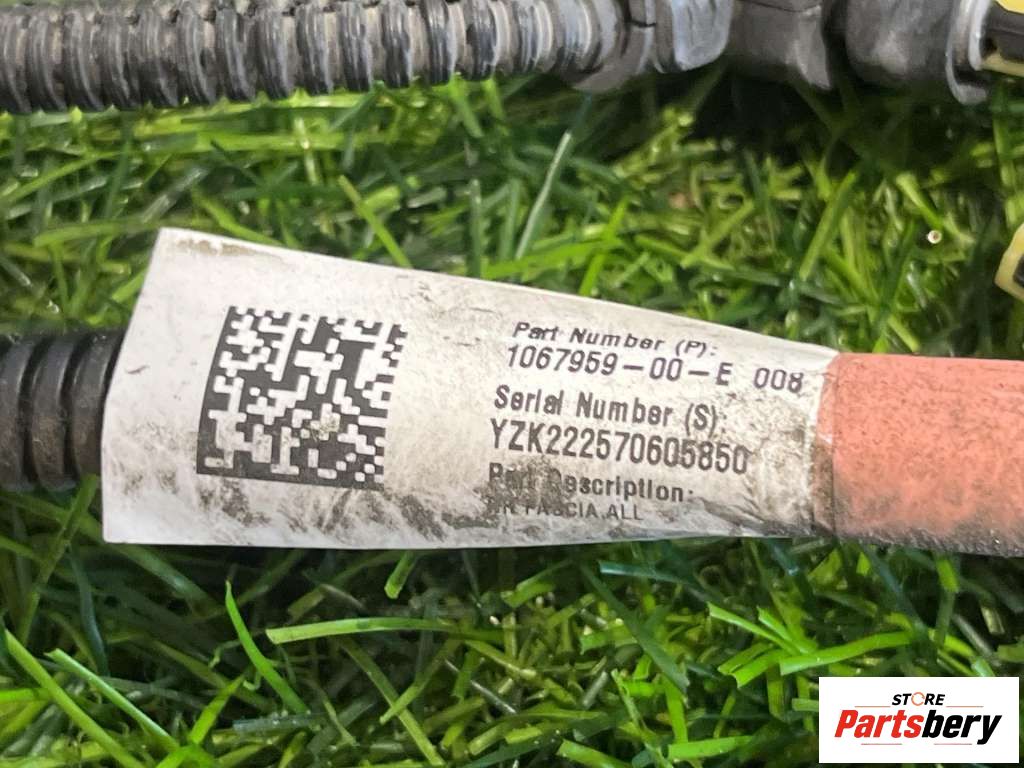 Part Number (P):
1067959-00-E 008
Serial Number (S):
YZK222570605850
Part Description:
FASCIA,ALL
STORE
Partsbery